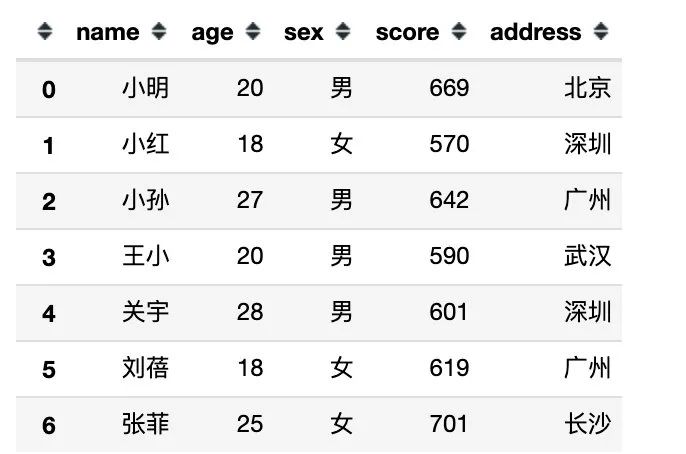 name age sex score address
0 小明 20 男 669 北京
1 小红 18 女 570 深圳
2 小孙 27 男 642 广州
3 王小 20 男 590 武汉
4 关宇 28 男 601 深圳
5 刘蓓 18 女 619 广州
6 张菲 25 女 701 长沙